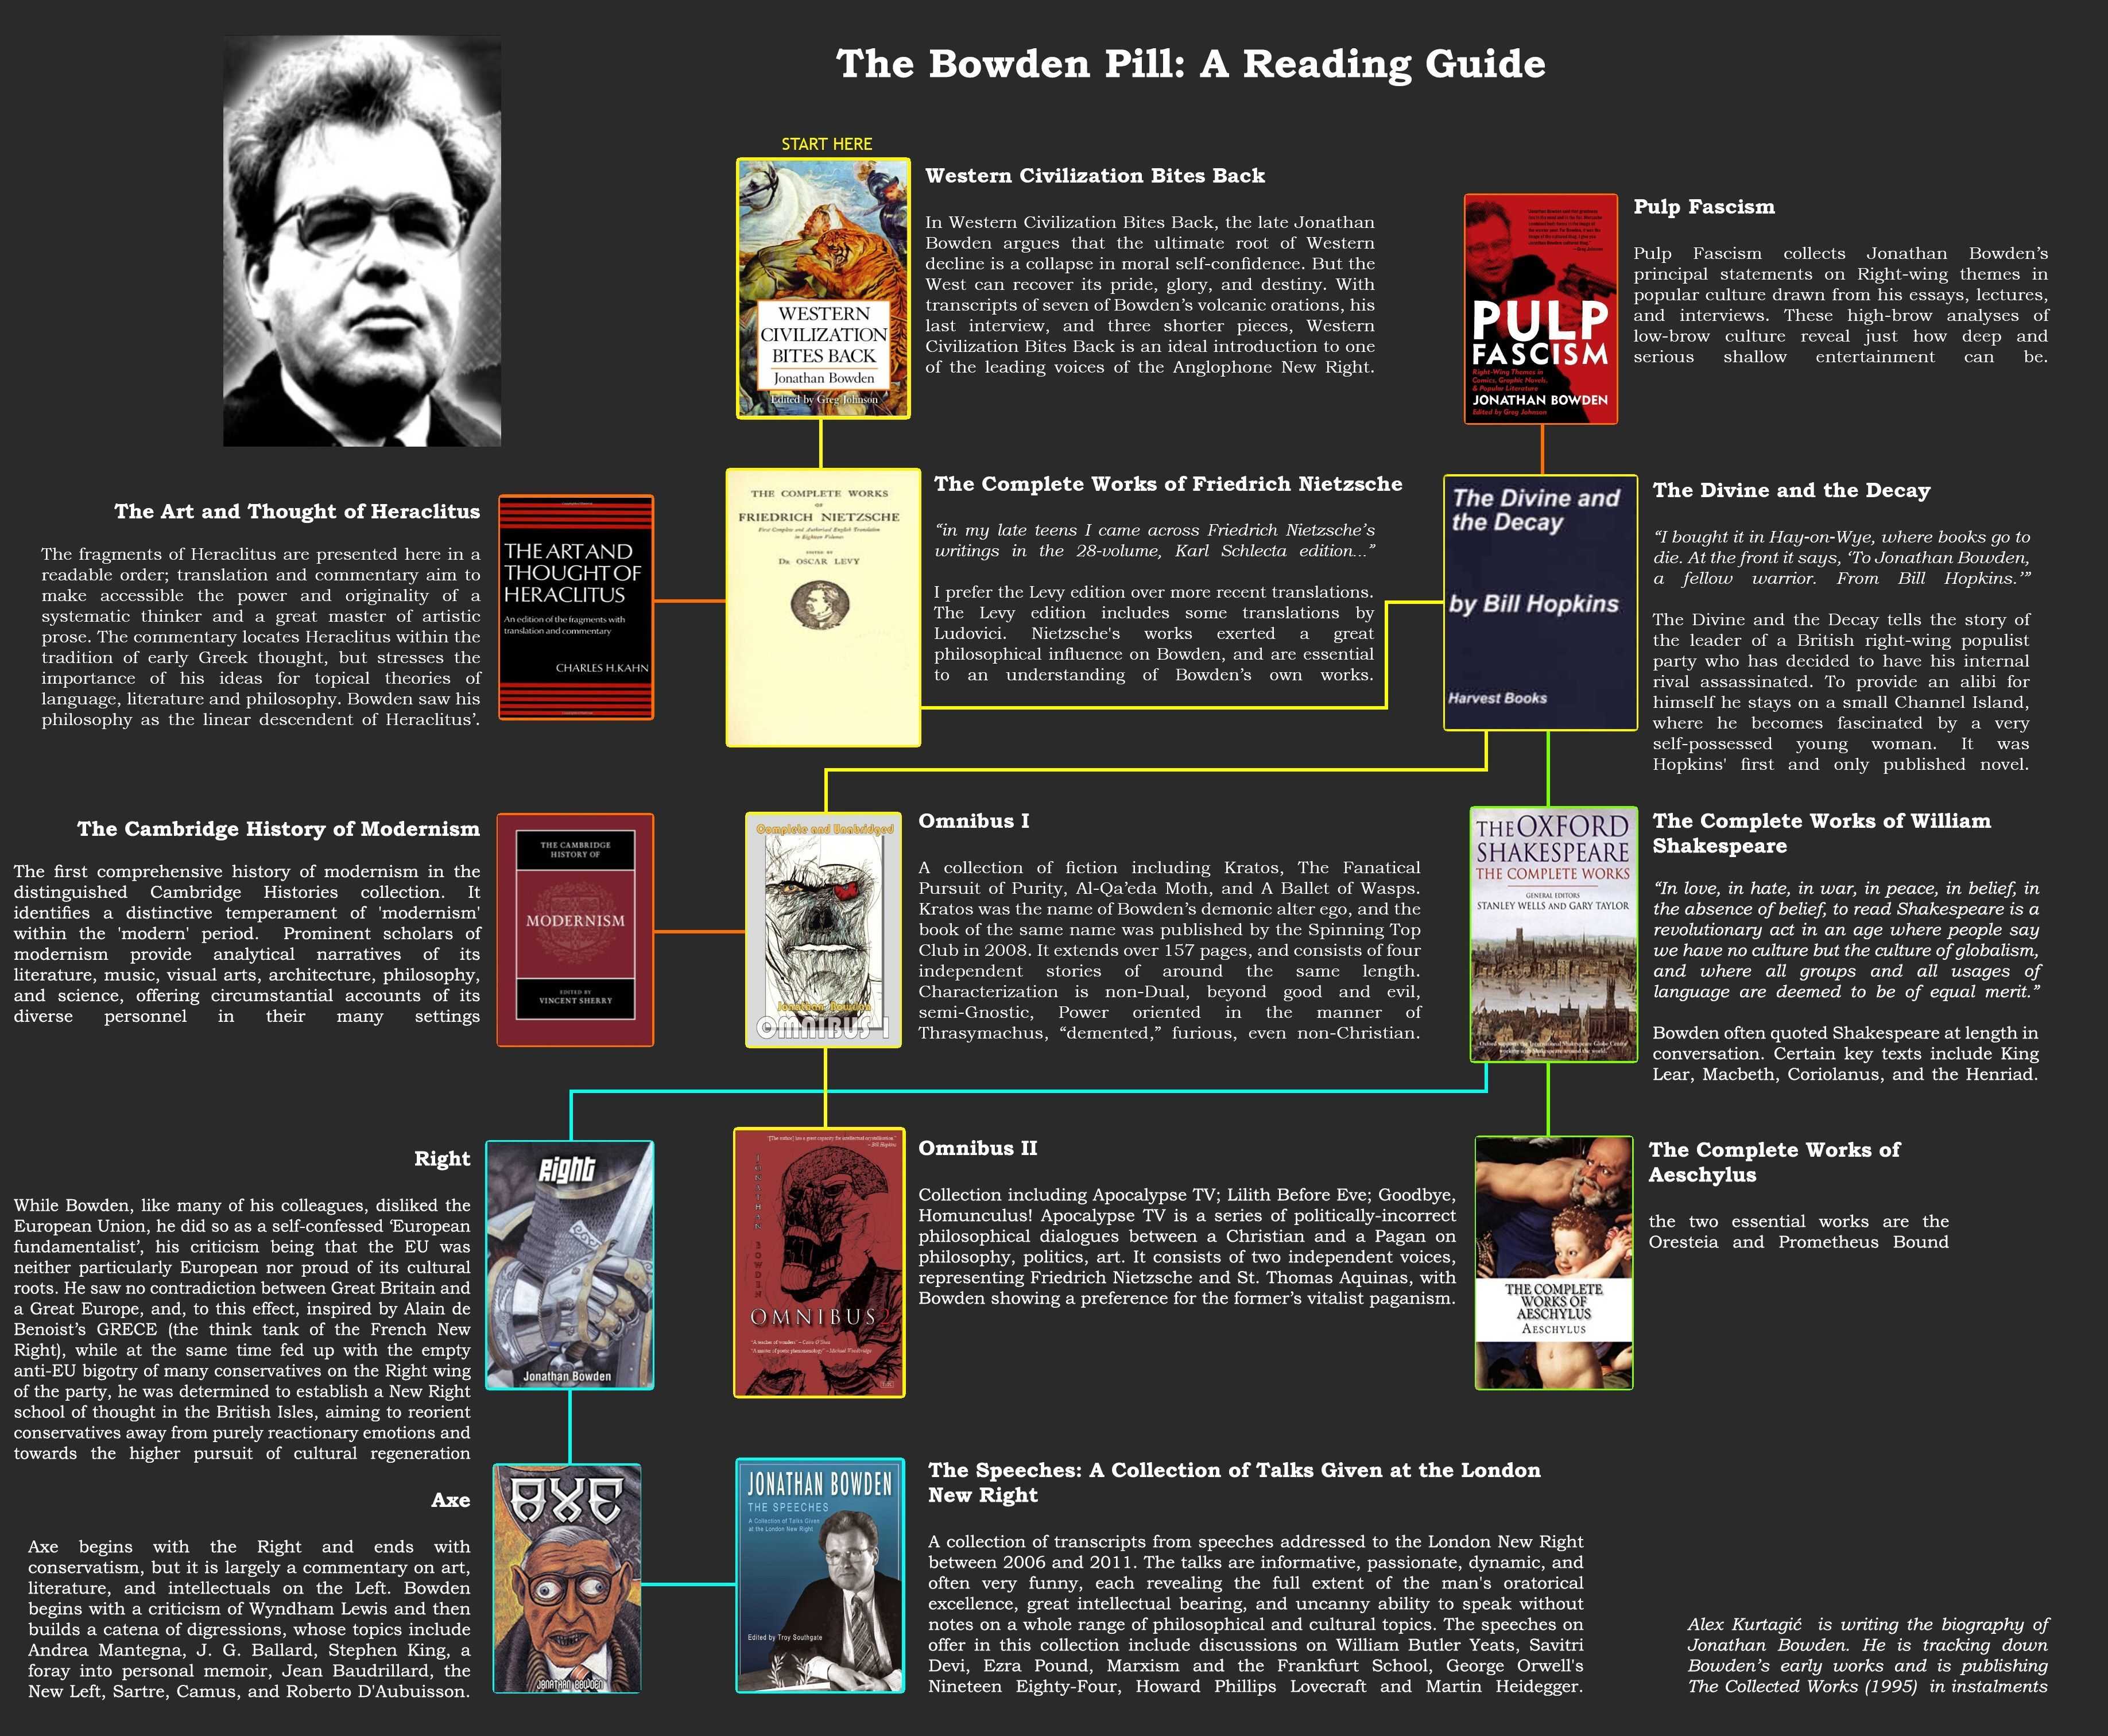 The Bowden Pill: A Reading Guide
START HERE
WESTERN
CIVILIZATION
BITES BACK
Jonathan Bowden
Edited by Greg Johnson
Western Civilization Bites Back
In Western Civilization Bites Back, the late Jonathan
Bowden argues that the ultimate root of Western
decline is a collapse in moral self-confidence. But the
West can recover its pride, glory, and destiny. With
transcripts of seven of Bowden's volcanic orations, his
last interview, and three shorter pieces, Western
Civilization Bites Back is an ideal introduction to one
of the leading voices of the Anglophone New Right.
PULP
FASCISM
Right-Wing Themes in
Comics, Graphic Novels,
& Popular Literature
JONATHAN BOWDEN
Edited by Greg Johnson
Pulp Fascism
Pulp Fascism collects Jonathan Bowden's
principal statements on Right-wing themes in
popular culture drawn from his essays, lectures,
and interviews. These high-brow analyses of
low-brow culture reveal just how deep and
serious shallow entertainment can be.
The Art and Thought of Heraclitus
The fragments of Heraclitus are presented here in a
readable order; translation and commentary aim to
make accessible the power and originality of a
systematic thinker and a great master of artistic
prose. The commentary locates Heraclitus within the
tradition of early Greek thought, but stresses the
importance of his ideas for topical theories of
language, literature and philosophy. Bowden saw his
philosophy as the linear descendent of Heraclitus'.
THE ART AND
THOUGHT OF
HERACLITUS
An edition of the fragments with
translation and commentary
CHARLES H.KAHN
THE COMPLETE WORKS
OF
FRIEDRICH NIETZSCHE
First Complete and Authorised English Translation
in Eighteen Volumes
EDITED BY
DR. OSCAR LEVY
The Complete Works of Friedrich Nietzsche
“in my late teens I came across Friedrich Nietzsche's
writings in the 28-volume, Karl Schlecta edition...”
I prefer the Levy edition over more recent translations.
The Levy edition includes some translations by
Ludovici. Nietzsche's works exerted a great
philosophical influence on Bowden, and are essential
to an understanding of Bowden's own works.
The Divine and
the Decay
by Bill Hopkins
Harvest Books
The Divine and the Decay
“I bought it in Hay-on-Wye, where books go to
die. At the front it says, ‘To Jonathan Bowden,
a fellow warrior. From Bill Hopkins.’”
The Divine and the Decay tells the story of
the leader of a British right-wing populist
party who has decided to have his internal
rival assassinated. To provide an alibi for
himself he stays on a small Channel Island,
where he becomes fascinated by a very
self-possessed young woman. It was
Hopkins' first and only published novel.
The Cambridge History of Modernism
The first comprehensive history of modernism in the
distinguished Cambridge Histories collection. It
identifies a distinctive temperament of 'modernism'
within the 'modern' period. Prominent scholars of
modernism provide analytical narratives of its
literature, music, visual arts, architecture, philosophy,
and science, offering circumstantial accounts of its
diverse personnel in their many settings
THE CAMBRIDGE
HISTORY OF
MODERNISM
EDITED BY
VINCENT SHERRY
Complete and Unabridged
Jonathan Bowden
OMNIBUS I
Omnibus I
A collection of fiction including Kratos, The Fanatical
Pursuit of Purity, Al-Qa'eda Moth, and A Ballet of Wasps.
Kratos was the name of Bowden's demonic alter ego, and the
book of the same name was published by the Spinning Top
Club in 2008. It extends over 157 pages, and consists of four
independent stories of around the same length.
Characterization is non-Dual, beyond good and evil,
semi-Gnostic, Power oriented in the manner of
Thrasymachus, “demented,” furious, even non-Christian.
THE OXFORD
SHAKESPEARE
THE COMPLETE WORKS
GENERAL EDITORS
STANLEY WELLS AND GARY TAYLOR
The Complete Works of William
Shakespeare
“In love, in hate, in war, in peace, in belief, in
the absence of belief, to read Shakespeare is a
revolutionary act in an age where people say
we have no culture but the culture of globalism,
and where all groups and all usages of
language are deemed to be of equal merit.”
Bowden often quoted Shakespeare at length in
conversation. Certain key texts include King
Lear, Macbeth, Coriolanus, and the Henriad.
Right
While Bowden, like many of his colleagues, disliked the
European Union, he did so as a self-confessed ‘European
fundamentalist’, his criticism being that the EU was
neither particularly European nor proud of its cultural
roots. He saw no contradiction between Great Britain and
a Great Europe, and, to this effect, inspired by Alain de
Benoist's GRECE (the think tank of the French New
Right), while at the same time fed up with the empty
anti-EU bigotry of many conservatives on the Right wing
of the party, he was determined to establish a New Right
school of thought in the British Isles, aiming to reorient
conservatives away from purely reactionary emotions and
towards the higher pursuit of cultural regeneration
Right
Jonathan Bowden
JONATHAN BOWDEN
OMNIBUS 2
Omnibus II
Collection including Apocalypse TV; Lilith Before Eve; Goodbye,
Homunculus! Apocalypse TV is a series of politically-incorrect
philosophical dialogues between a Christian and a Pagan on
philosophy, politics, art. It consists of two independent voices,
representing Friedrich Nietzsche and St. Thomas Aquinas, with
Bowden showing a preference for the former's vitalist paganism.
THE COMPLETE
WORKS OF
AESCHYLUS
AESCHYLUS
The Complete Works of
Aeschylus
the two essential works are the
Oresteia and Prometheus Bound
Axe
Axe begins with the Right and ends with
conservatism, but it is largely a commentary on art,
literature, and intellectuals on the Left. Bowden
begins with a criticism of Wyndham Lewis and then
builds a catena of digressions, whose topics include
Andrea Mantegna, J. G. Ballard, Stephen King, a
foray into personal memoir, Jean Baudrillard, the
New Left, Sartre, Camus, and Roberto D'Aubuisson.
AXE
JONATHAN BOWDEN
JONATHAN BOWDEN
THE SPEECHES
A Collection of Talks Given
at the London New Right
Edited by Troy Southgate
The Speeches: A Collection of Talks Given at the London
New Right
A collection of transcripts from speeches addressed to the London New Right
between 2006 and 2011. The talks are informative, passionate, dynamic, and
often very funny, each revealing the full extent of the man's oratorical
excellence, great intellectual bearing, and uncanny ability to speak without
notes on a whole range of philosophical and cultural topics. The speeches on
offer in this collection include discussions on William Butler Yeats, Savitri
Devi, Ezra Pound, Marxism and the Frankfurt School, George Orwell's
Nineteen Eighty-Four, Howard Phillips Lovecraft and Martin Heidegger.
Alex Kurtagić is writing the biography of
Jonathan Bowden. He is tracking down
Bowden's early works and is publishing
The Collected Works (1995) in instalments